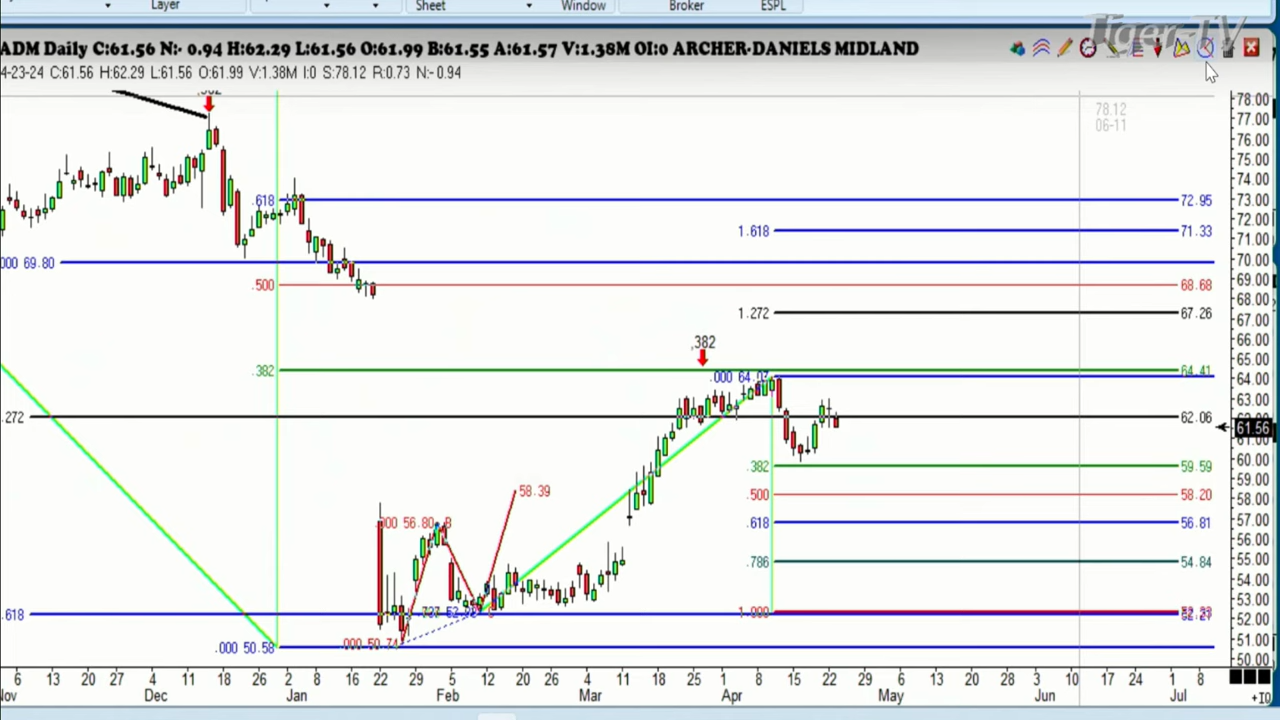 Layer Sheet Window Broker ESPL
Tiger-TV
ADM Daily C:61.56 N:- 0.94 H:62.29 L:61.56 O:61.99 B:61.55 A:61.57 V:1.38M OI:0 ARCHER-DANIELS MIDLAND
4-23-24 C:61.56 H:62.29 L:61.56 O:61.99 V:1.38M I:0 S:78.12 R:0.73 N:-0.94
.382
78.12
06-11
78.00
77.00
76.00
75.00
74.00
.618 72.95 73.00
72.00
1.618 71.33
71.00
000 69.80 70.00
69.00
.500 68.68
68.00
1.272 67.26 67.00
66.00
.382
65.00
.382 64.41
.000 64.00
63.00
272 62.06
61.56
60.00
.382 59.59
59.00
58.39
.500 58.20 58.00
.000 56.80 .618 56.81 57.00
56.00
.786 54.84 55.00
54.00
53.00
.618 1.000 52.00
.000 50.74 51.00
.000 50.58
50.00
6 13 20 27 4 11 18 26 2 8 16 22 29 5 12 20 26 4 11 18 25 1 8 15 22 29 6 13 20 28 3 10 17 24 1 8
Nov Dec Jan Feb Mar Apr May Jun Jul
+10